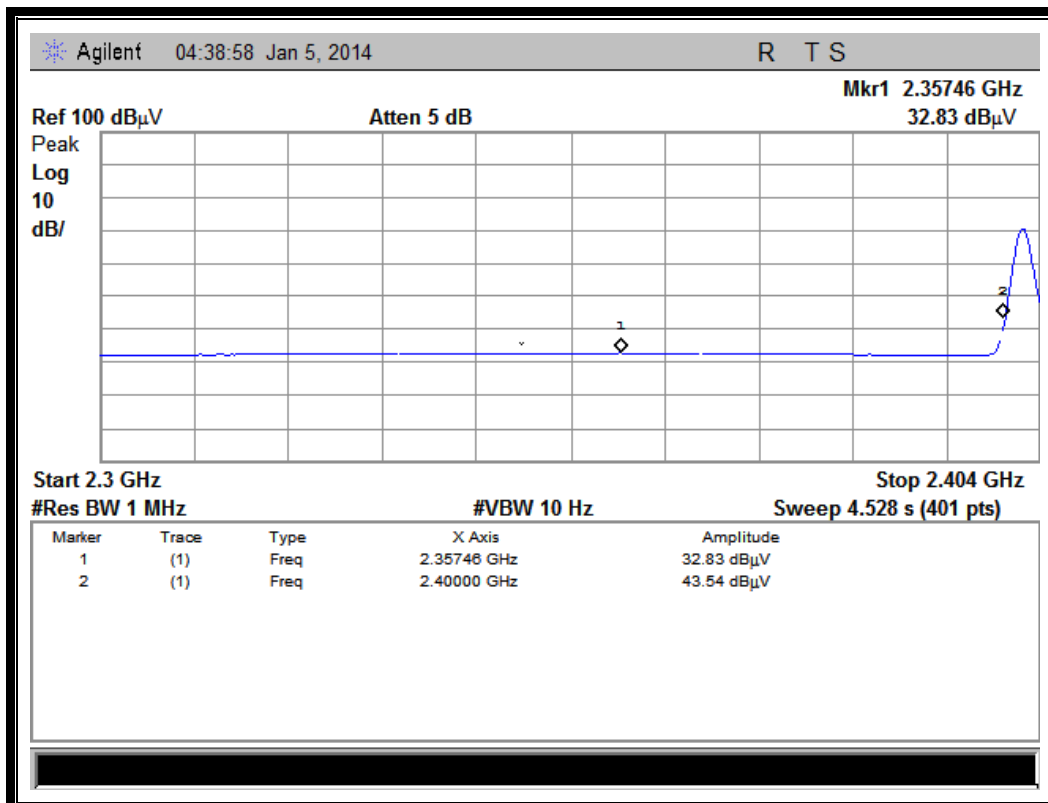 Agilent 04:38:58 Jan 5, 2014 R T S
Mkr1 2.35746 GHz
Ref 100 dBµV Atten 5 dB 32.83 dBµV
Peak
Log
10
dB/
1
2
Start 2.3 GHz Stop 2.404 GHz
#Res BW 1 MHz #VBW 10 Hz Sweep 4.528 s (401 pts)
Marker Trace Type X Axis Amplitude
1 (1) Freq 2.35746 GHz 32.83 dBµV
2 (1) Freq 2.40000 GHz 43.54 dBµV